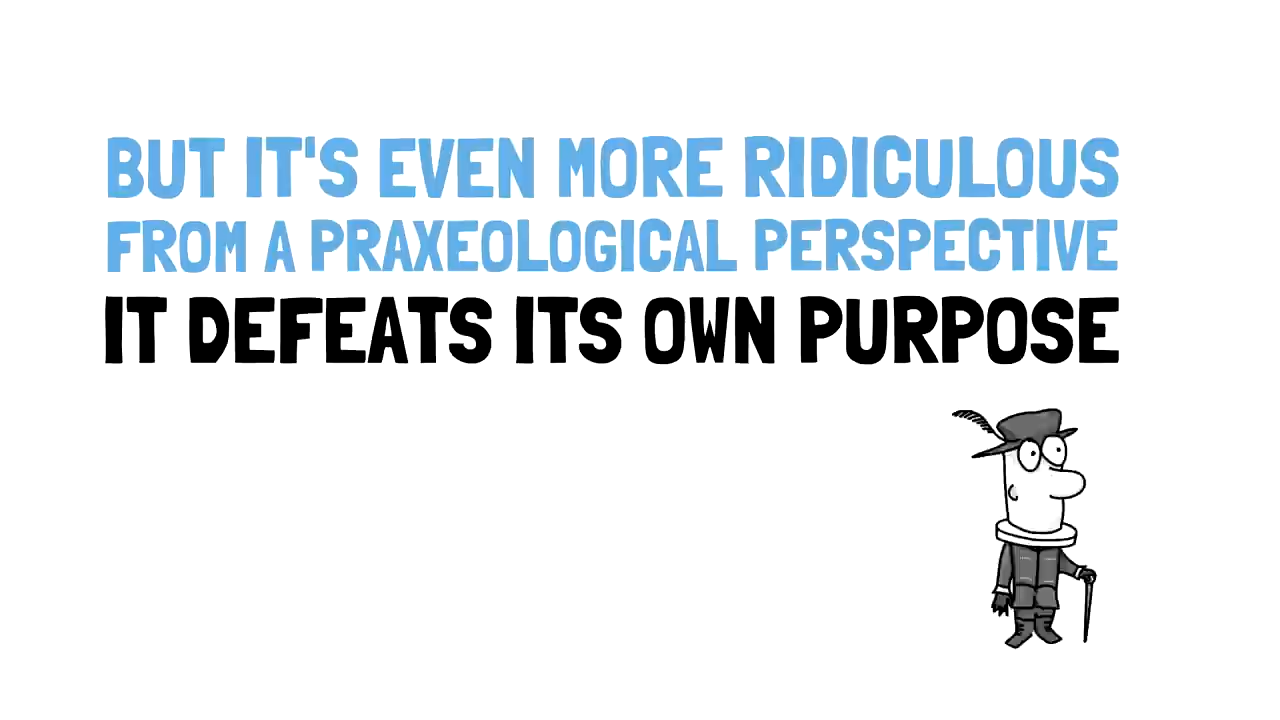 BUT IT'S EVEN MORE RIDICULOUS
FROM A PRAXEOLOGICAL PERSPECTIVE
IT DEFEATS ITS OWN PURPOSE